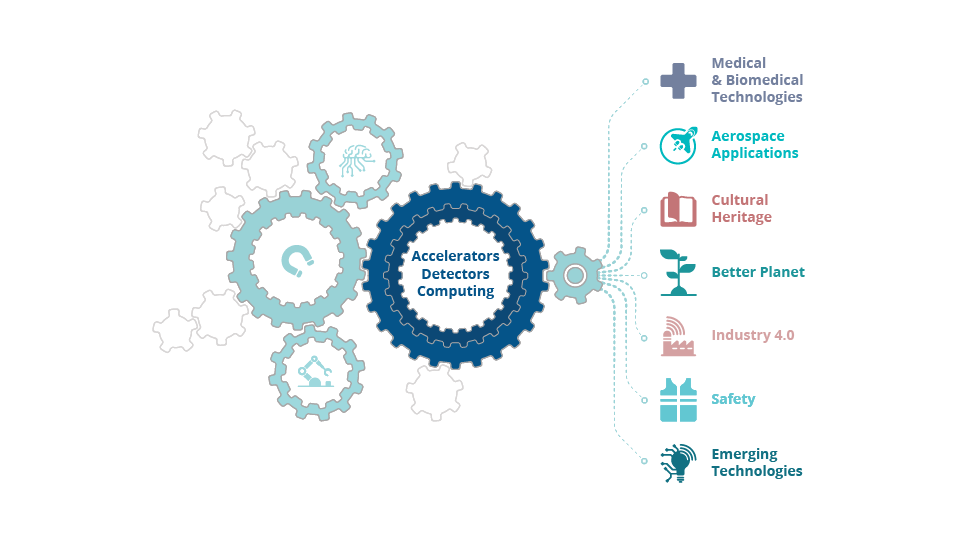 Accelerators
Detectors
Computing
Medical
& Biomedical
Technologies
Aerospace
Applications
Cultural
Heritage
Better Planet
Industry 4.0
Safety
Emerging
Technologies